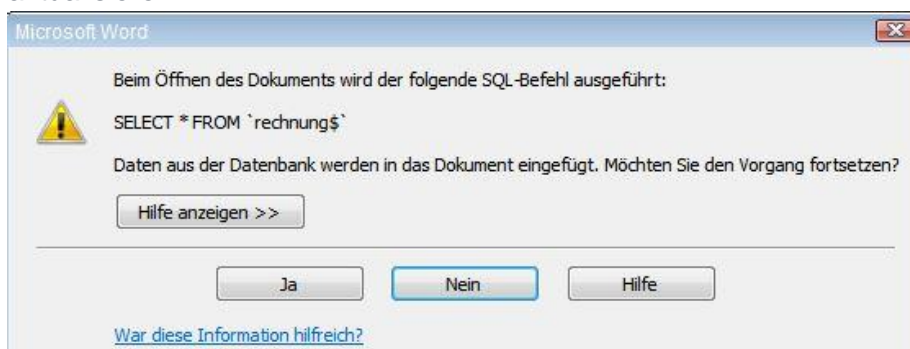 Microsoft Word
Beim Öffnen des Dokuments wird der folgende SQL-Befehl ausgeführt:
SELECT * FROM `rechnung$`
Daten aus der Datenbank werden in das Dokument eingefügt. Möchten Sie den Vorgang fortsetzen?
Hilfe anzeigen >>
Ja Nein Hilfe
War diese Information hilfreich?